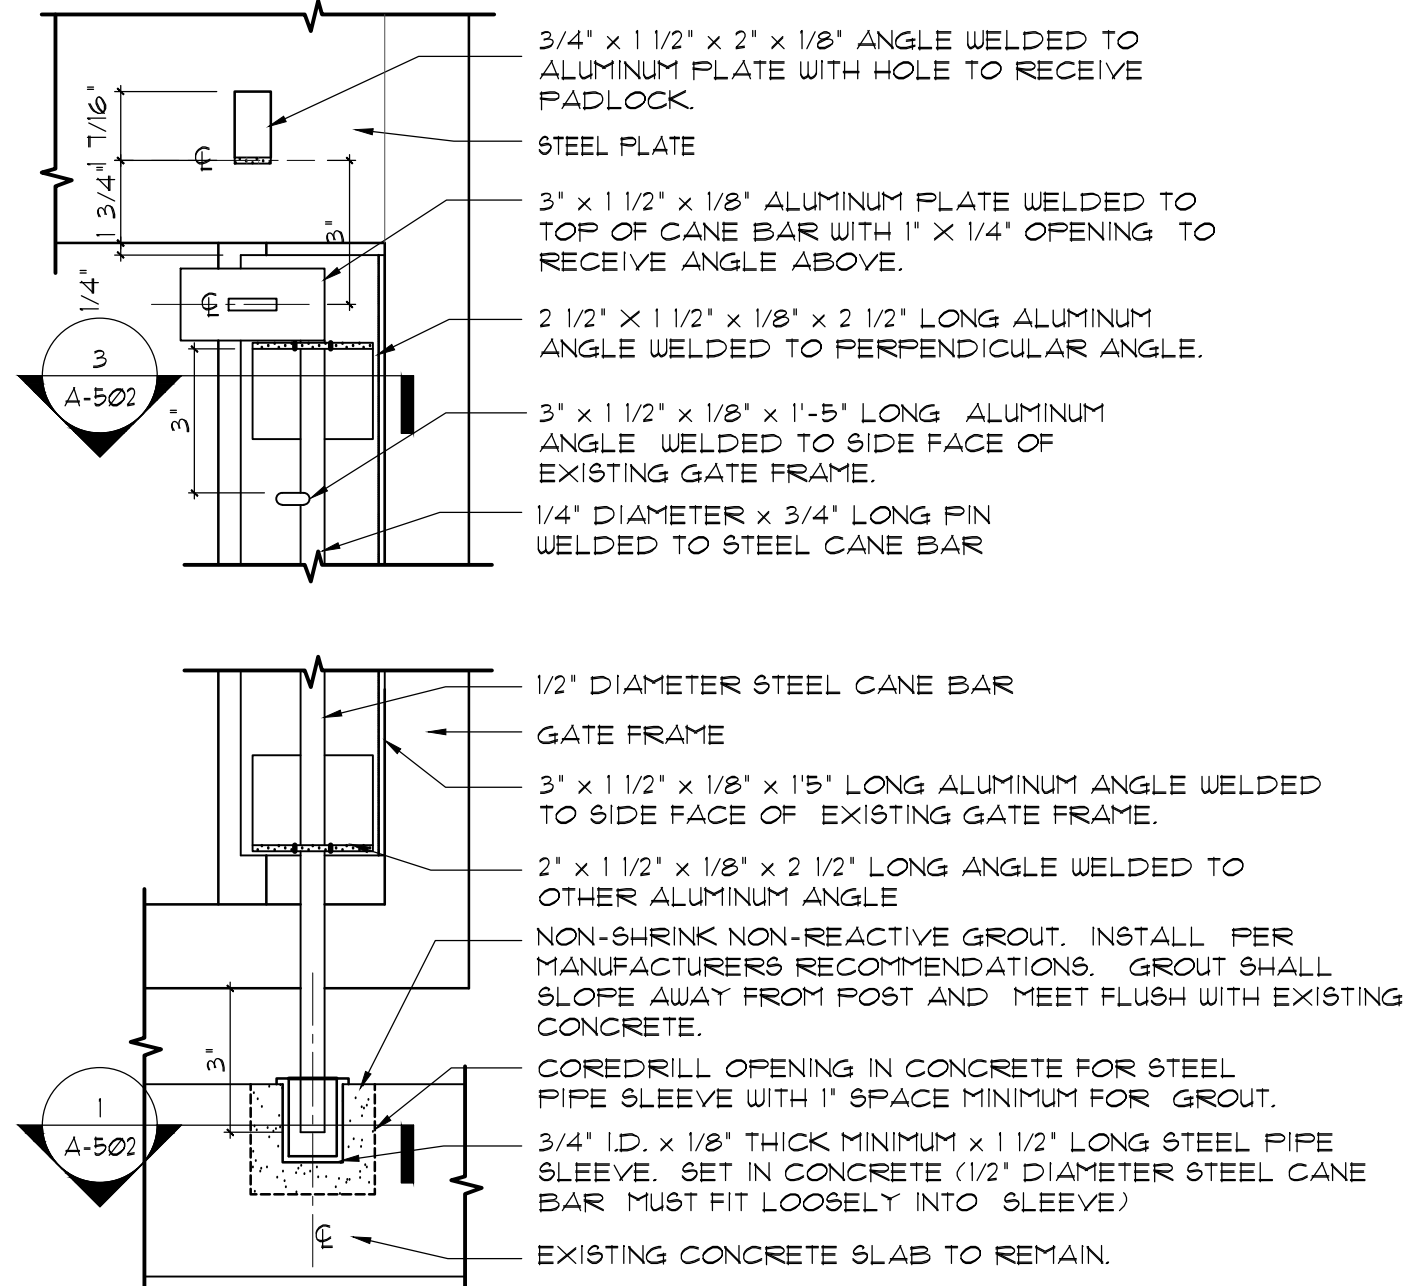 3/4" x 1 1/2" x 2" x 1/8" ANGLE WELDED TO
ALUMINUM PLATE WITH HOLE TO RECEIVE
PADLOCK.
STEEL PLATE
3" x 1 1/2" x 1/8" ALUMINUM PLATE WELDED TO
TOP OF CANE BAR WITH 1" X 1/4" OPENING TO
RECEIVE ANGLE ABOVE.
2 1/2" X 1 1/2" x 1/8" x 2 1/2" LONG ALUMINUM
ANGLE WELDED TO PERPENDICULAR ANGLE.
3" x 1 1/2" x 1/8" x 1'-5" LONG ALUMINUM
ANGLE WELDED TO SIDE FACE OF
EXISTING GATE FRAME.
1/4" DIAMETER x 3/4" LONG PIN
WELDED TO STEEL CANE BAR
1 7/16"
1 3/4"
1/4"
3"
℄
℄
3
A-502
3"
1/2" DIAMETER STEEL CANE BAR
GATE FRAME
3" x 1 1/2" x 1/8" x 1'5" LONG ALUMINUM ANGLE WELDED
TO SIDE FACE OF EXISTING GATE FRAME.
2" x 1 1/2" x 1/8" x 2 1/2" LONG ANGLE WELDED TO
OTHER ALUMINUM ANGLE
NON-SHRINK NON-REACTIVE GROUT. INSTALL PER
MANUFACTURERS RECOMMENDATIONS. GROUT SHALL
SLOPE AWAY FROM POST AND MEET FLUSH WITH EXISTING
CONCRETE.
COREDRILL OPENING IN CONCRETE FOR STEEL
PIPE SLEEVE WITH 1" SPACE MINIMUM FOR GROUT.
3/4" I.D. x 1/8" THICK MINIMUM x 1 1/2" LONG STEEL PIPE
SLEEVE. SET IN CONCRETE (1/2" DIAMETER STEEL CANE
BAR MUST FIT LOOSELY INTO SLEEVE)
EXISTING CONCRETE SLAB TO REMAIN.
3"
1
A-502
℄